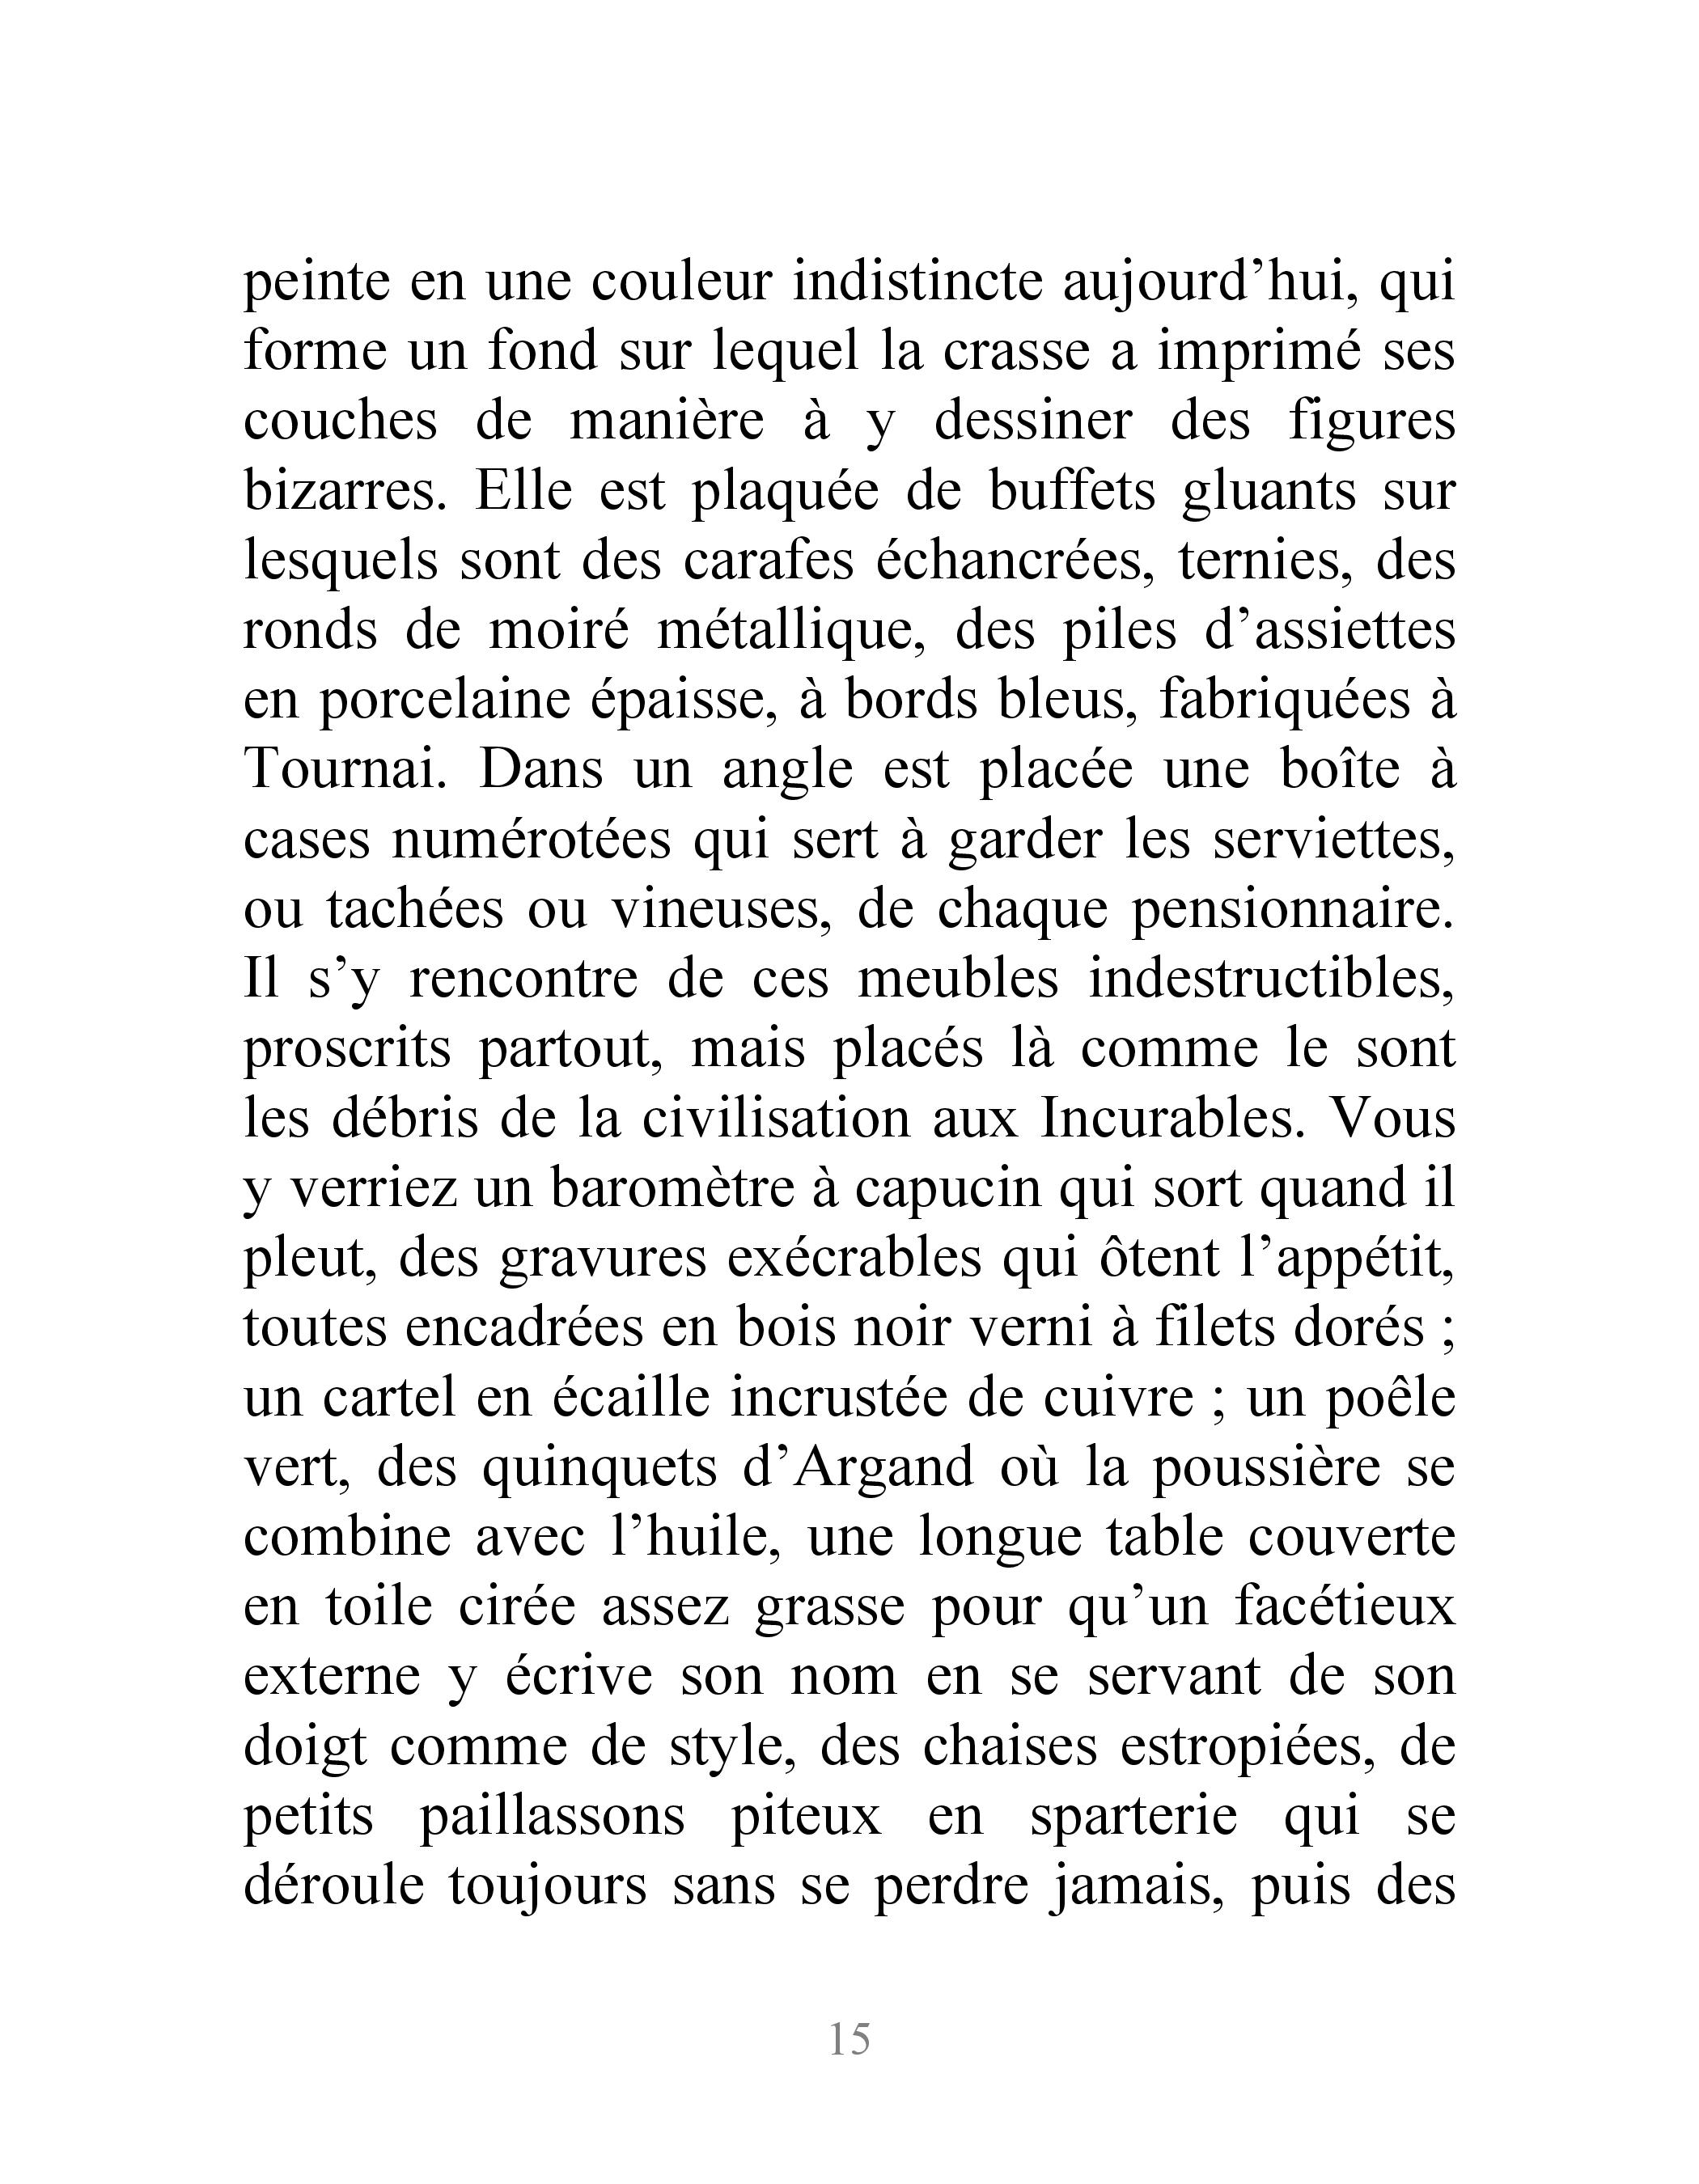 peinte en une couleur indistincte aujourd’hui, qui
forme un fond sur lequel la crasse a imprimé ses
couches de manière à y dessiner des figures
bizarres. Elle est plaquée de buffets gluants sur
lesquels sont des carafes échancrées, ternies, des
ronds de moiré métallique, des piles d’assiettes
en porcelaine épaisse, à bords bleus, fabriquées à
Tournai. Dans un angle est placée une boîte à
cases numérotées qui sert à garder les serviettes,
ou tachées ou vineuses, de chaque pensionnaire.
Il s’y rencontre de ces meubles indestructibles,
proscrits partout, mais placés là comme le sont
les débris de la civilisation aux Incurables. Vous
y verriez un baromètre à capucin qui sort quand il
pleut, des gravures exécrables qui ôtent l’appétit,
toutes encadrées en bois noir verni à filets dorés ;
un cartel en écaille incrustée de cuivre ; un poêle
vert, des quinquets d’Argand où la poussière se
combine avec l’huile, une longue table couverte
en toile cirée assez grasse pour qu’un facétieux
externe y écrive son nom en se servant de son
doigt comme de style, des chaises estropiées, de
petits paillassons piteux en sparterie qui se
déroule toujours sans se perdre jamais, puis des
15